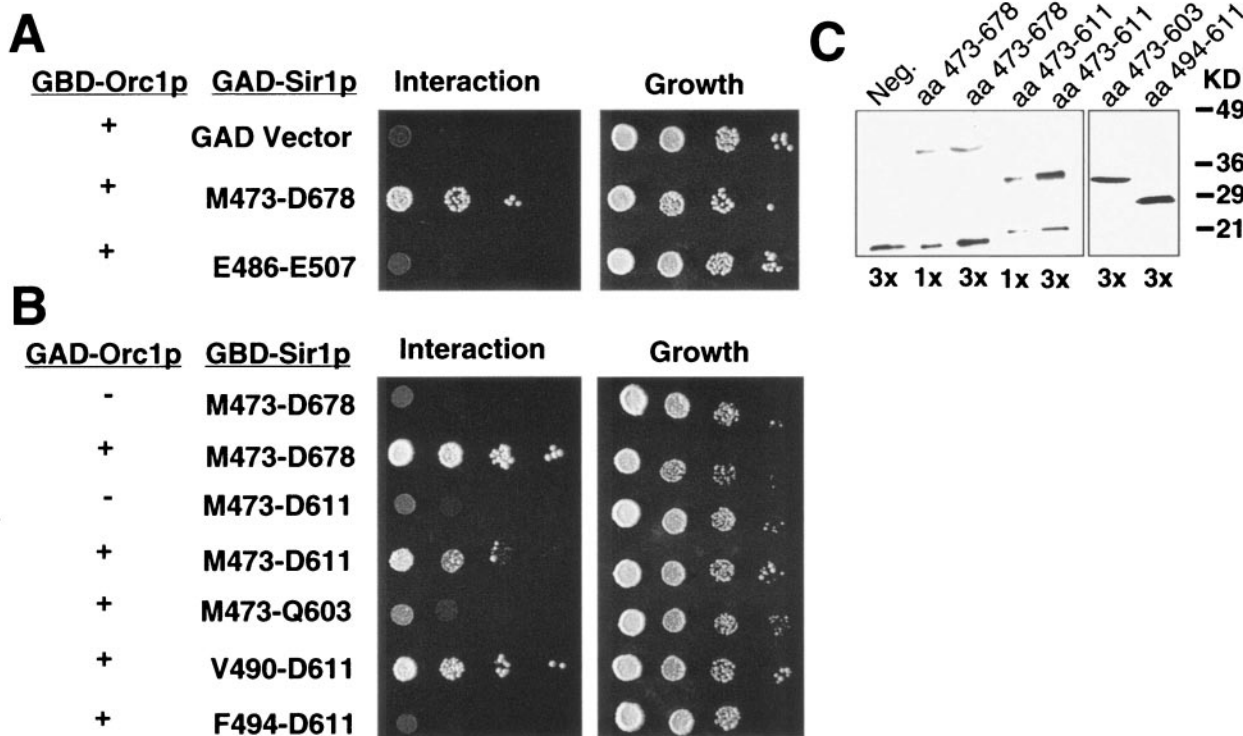 A
GBD-Orc1p GAD-Sir1p Interaction Growth
+ GAD Vector
+ M473-D678
+ E486-E507
B
GAD-Orc1p GBD-Sir1p Interaction Growth
- M473-D678
+ M473-D678
- M473-D611
+ M473-D611
+ M473-Q603
+ V490-D611
+ F494-D611
C
Neg. aa 473-678 aa 473-678 aa 473-611 aa 473-611 aa 473-603 aa 494-611
KD
-49
-36
-29
-21
3x 1x 3x 1x 3x 3x 3x